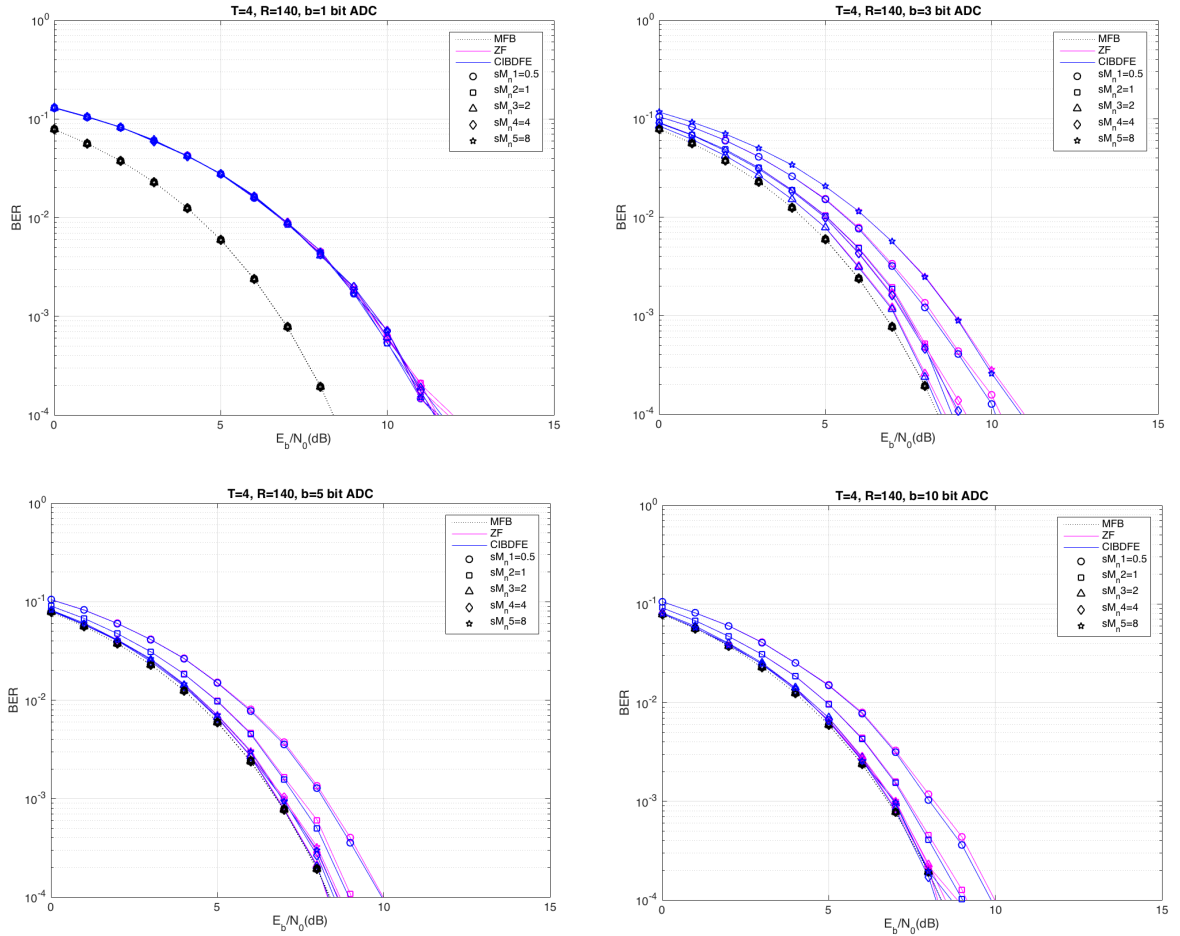 T=4, R=140, b=1 bit ADC
10^0
10^-1
10^-2
10^-3
10^-4
BER
0
5
10
15
E_b/N_0(dB)
MFB
ZF
CIBDFE
sM_n1=0.5
sM_n2=1
sM_n3=2
sM_n4=4
sM_n5=8
T=4, R=140, b=3 bit ADC
10^0
10^-1
10^-2
10^-3
10^-4
BER
0
5
10
15
E_b/N_0(dB)
MFB
ZF
CIBDFE
sM_n1=0.5
sM_n2=1
sM_n3=2
sM_n4=4
sM_n5=8
T=4, R=140, b=5 bit ADC
10^0
10^-1
10^-2
10^-3
10^-4
BER
0
5
10
15
E_b/N_0(dB)
MFB
ZF
CIBDFE
sM_n1=0.5
sM_n2=1
sM_n3=2
sM_n4=4
sM_n5=8
T=4, R=140, b=10 bit ADC
10^0
10^-1
10^-2
10^-3
10^-4
BER
0
5
10
15
E_b/N_0(dB)
MFB
ZF
CIBDFE
sM_n1=0.5
sM_n2=1
sM_n3=2
sM_n4=4
sM_n5=8